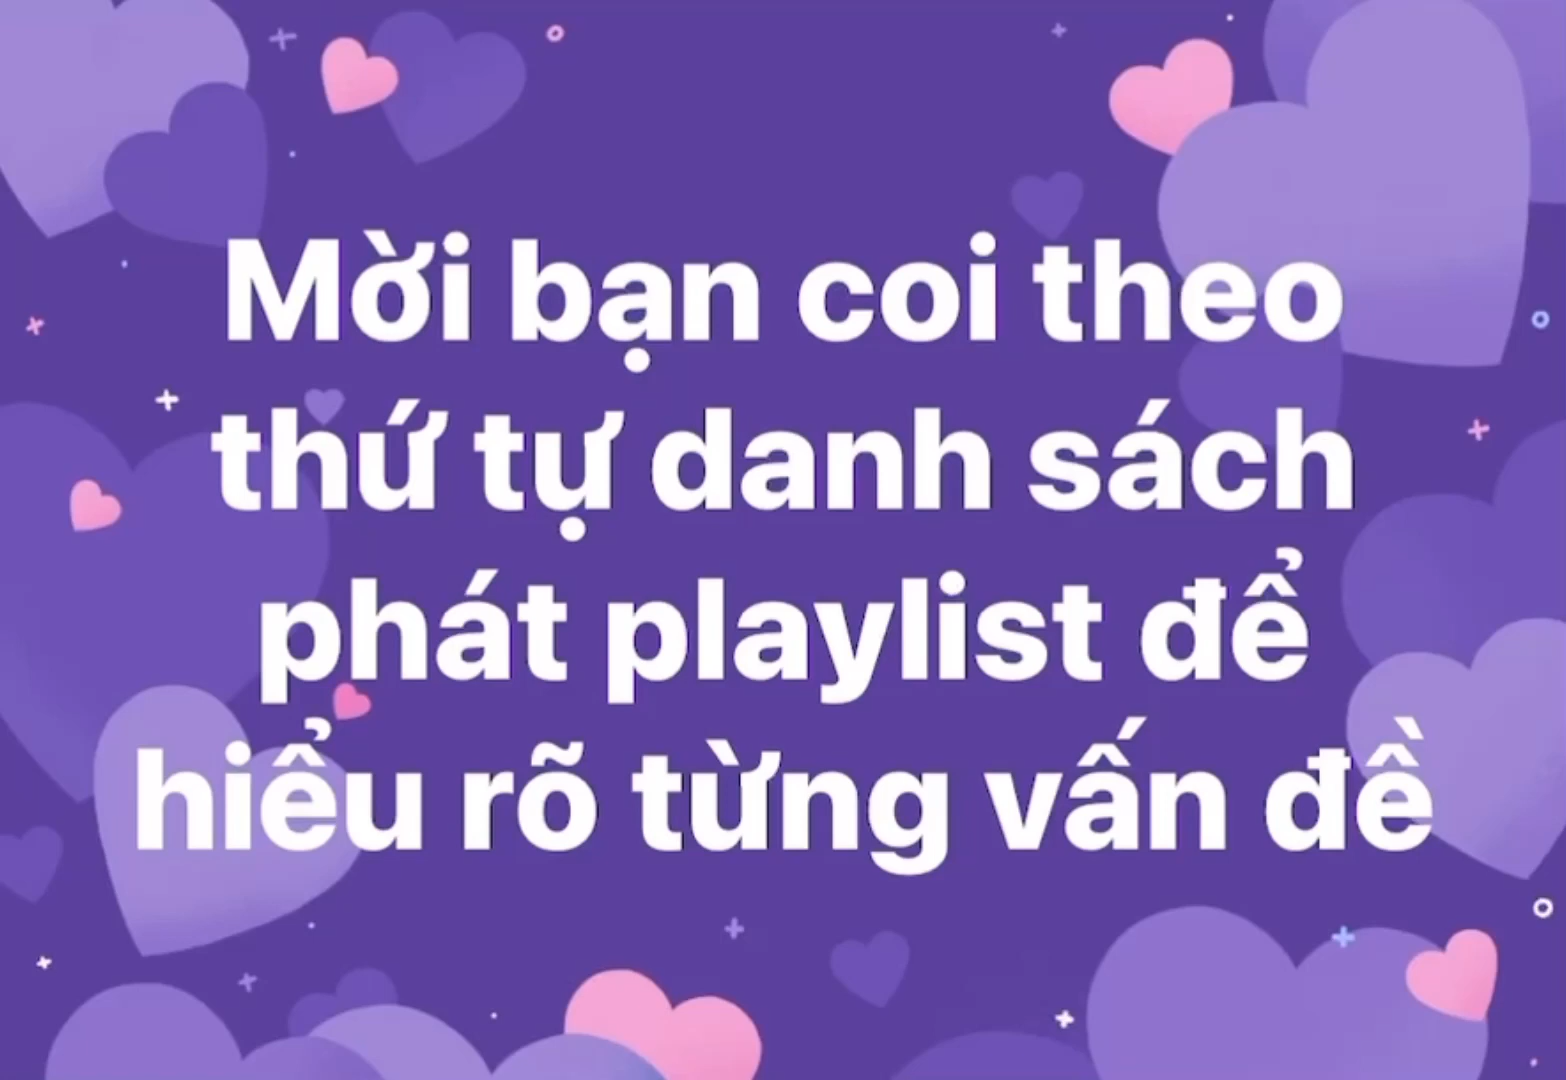 Mời bạn coi theo
thứ tự danh sách
phát playlist để
hiểu rõ từng vấn đề